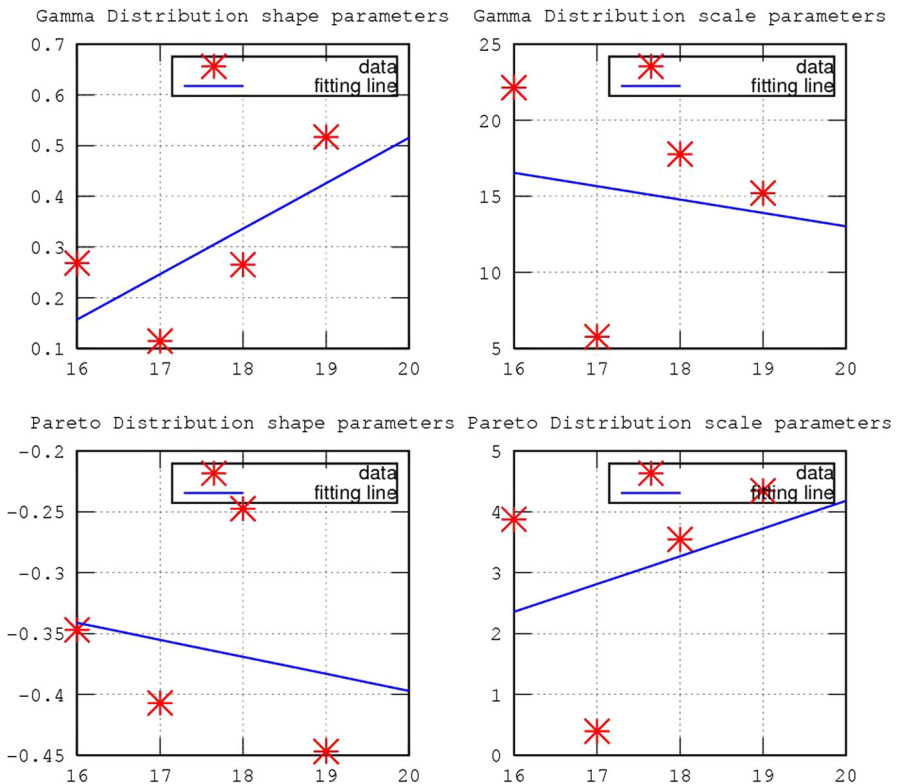 Gamma Distribution shape parameters
0.7
0.6
0.5
0.4
0.3
0.2
0.1
16 17 18 19 20
data
fitting line
Gamma Distribution scale parameters
25
20
15
10
5
16 17 18 19 20
data
fitting line
Pareto Distribution shape parameters
-0.2
-0.25
-0.3
-0.35
-0.4
-0.45
16 17 18 19 20
data
fitting line
Pareto Distribution scale parameters
5
4
3
2
1
0
16 17 18 19 20
data
fitting line